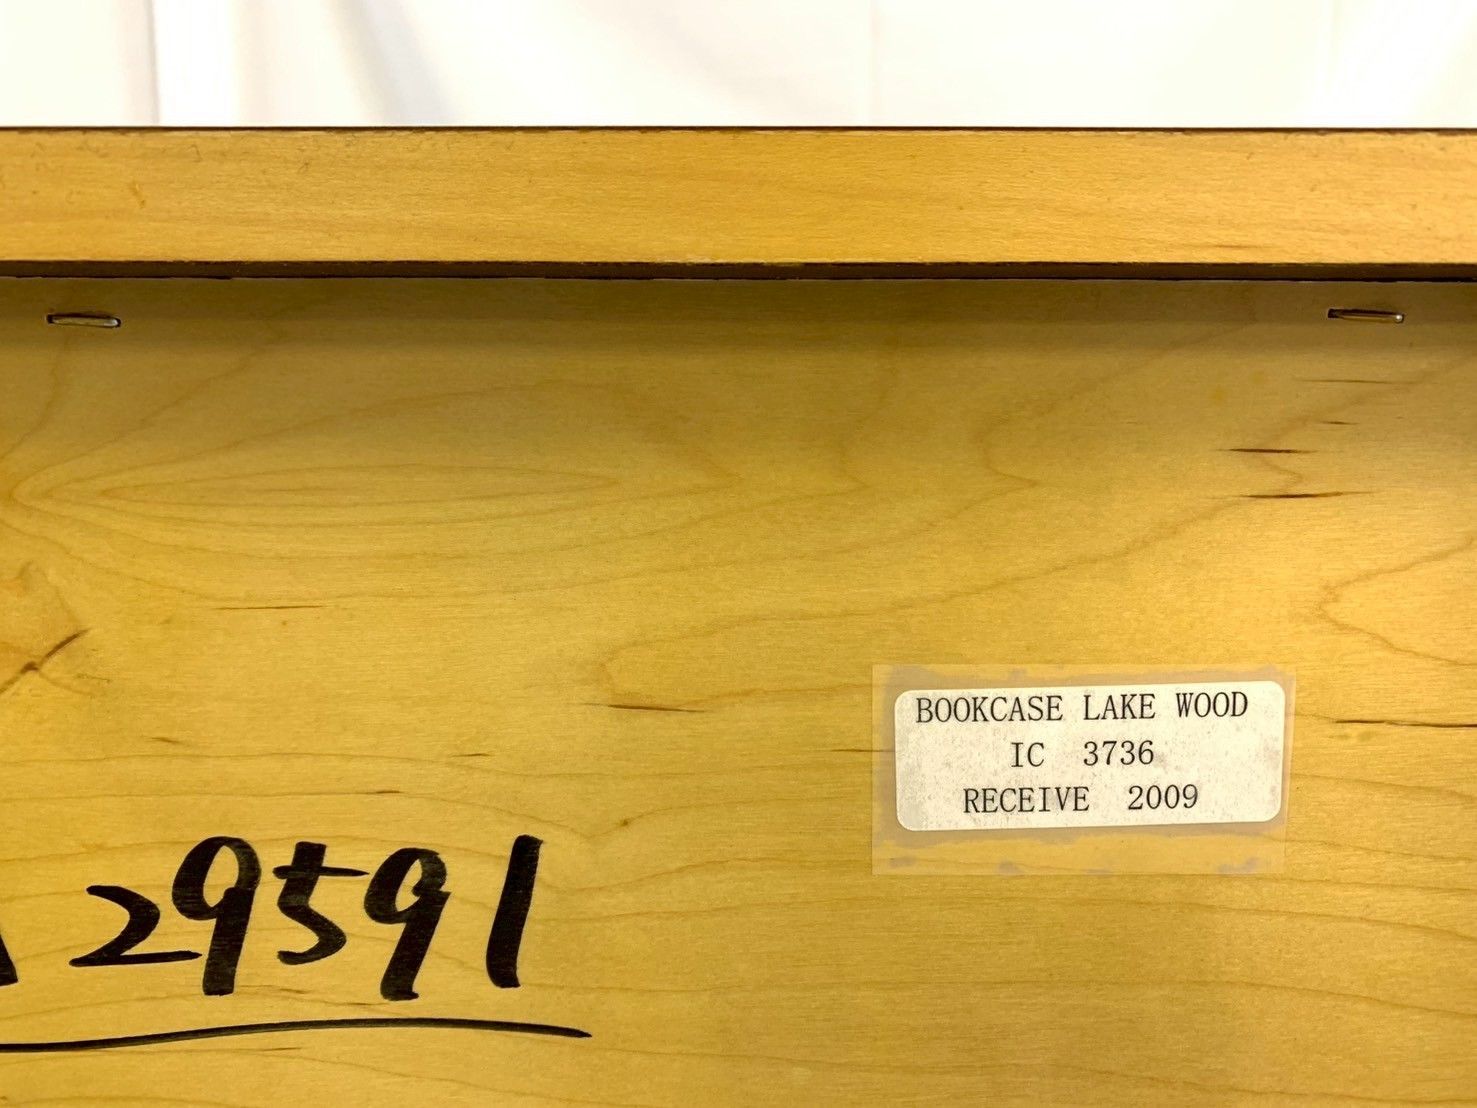 BOOKCASE LAKE WOOD
IC 3736
RECEIVE 2009
29591